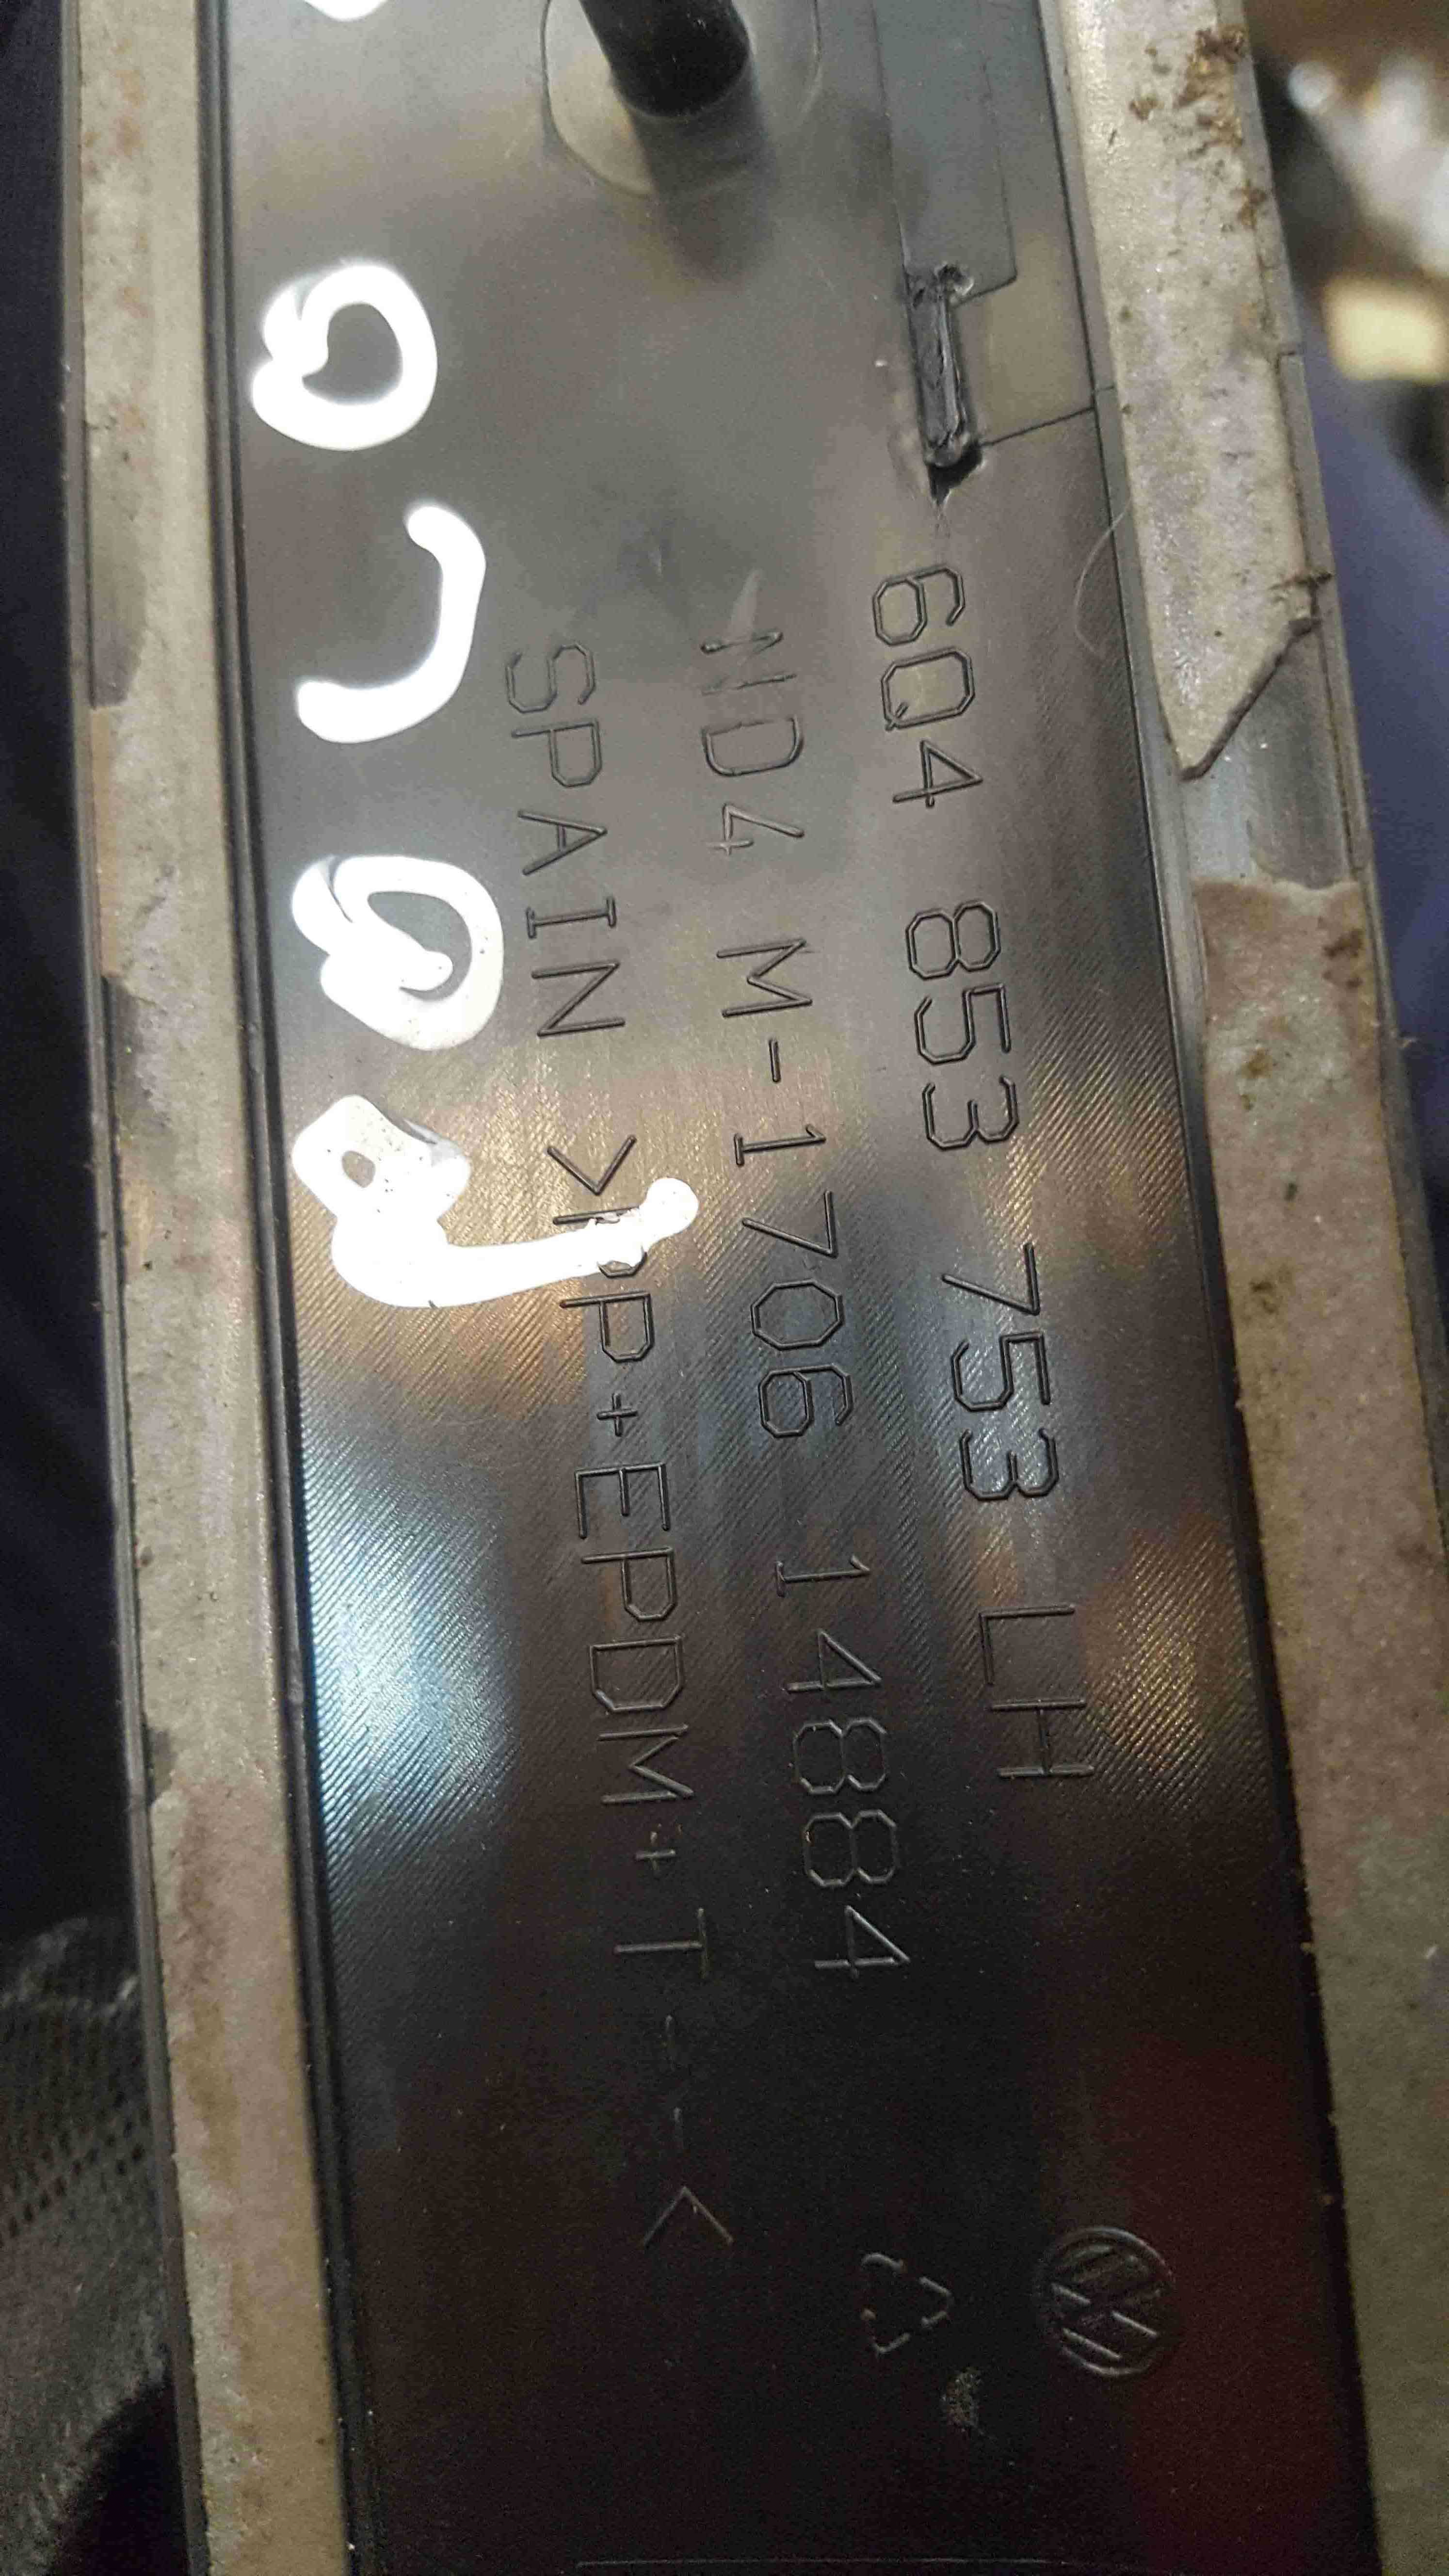 6Q4 853 753 LH
ND4 M-1706 14884
SPAIN >PP+EPDM+T--<